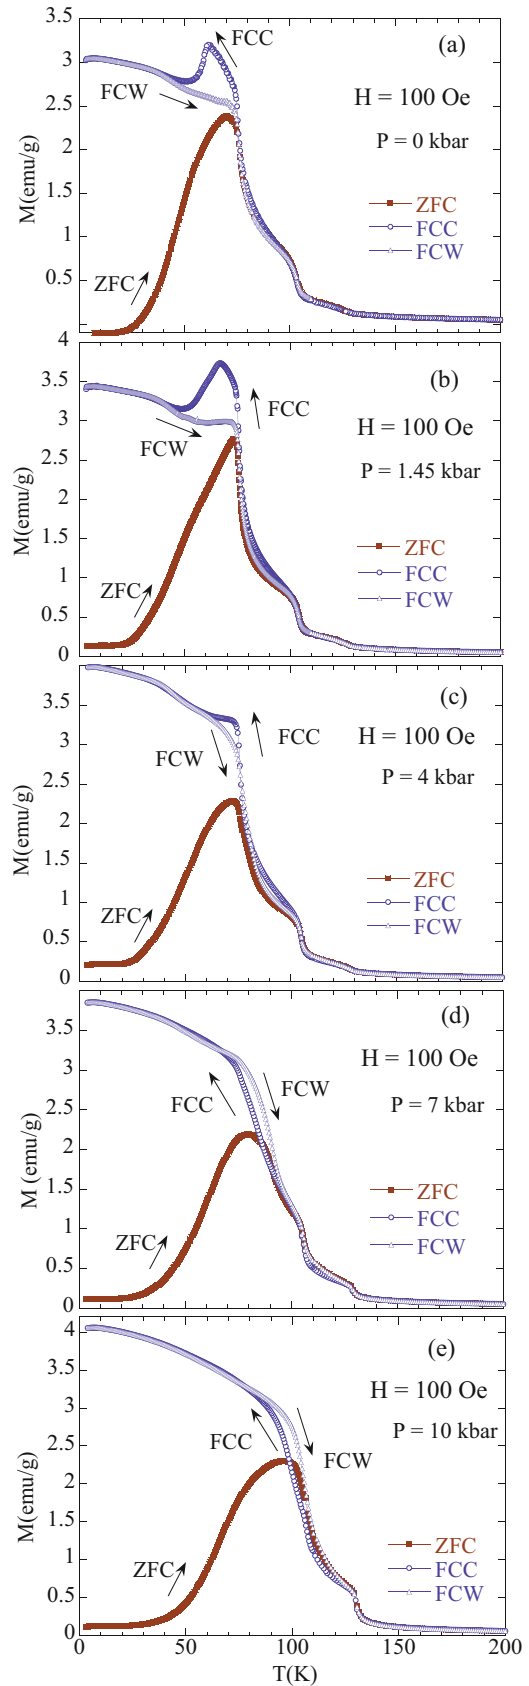 3.5
3
2.5
2
1.5
1
0.5
M(emu/g)
FCC
(a)
FCW
H = 100 Oe
P = 0 kbar
ZFC
FCC
FCW
ZFC
4
3.5
3
2.5
2
1.5
1
0.5
0
M(emu/g)
(b)
FCC
FCW
H = 100 Oe
P = 1.45 kbar
ZFC
FCC
FCW
ZFC
3.5
3
2.5
2
1.5
1
0.5
0
M(emu/g)
(c)
FCW
FCC
H = 100 Oe
P = 4 kbar
ZFC
FCC
FCW
ZFC
3.5
3
2.5
2
1.5
1
0.5
0
M (emu/g)
(d)
H = 100 Oe
FCW
FCC
P = 7 kbar
ZFC
FCC
FCW
ZFC
4
3.5
3
2.5
2
1.5
1
0.5
0
M(emu/g)
(e)
H = 100 Oe
FCC
P = 10 kbar
FCW
ZFC
FCC
FCW
ZFC
0
50
100
150
200
T(K)